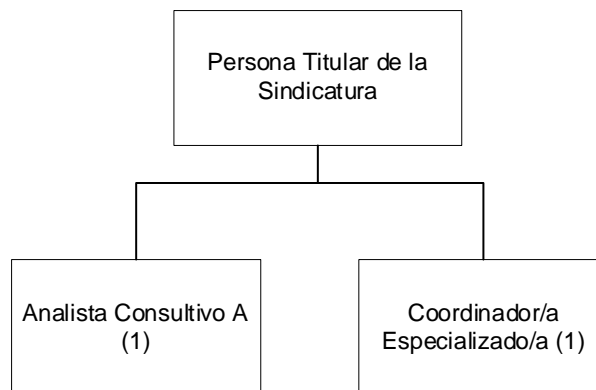 Persona Titular de la
Sindicatura
Analista Consultivo A
(1)
Coordinador/a
Especializado/a (1)